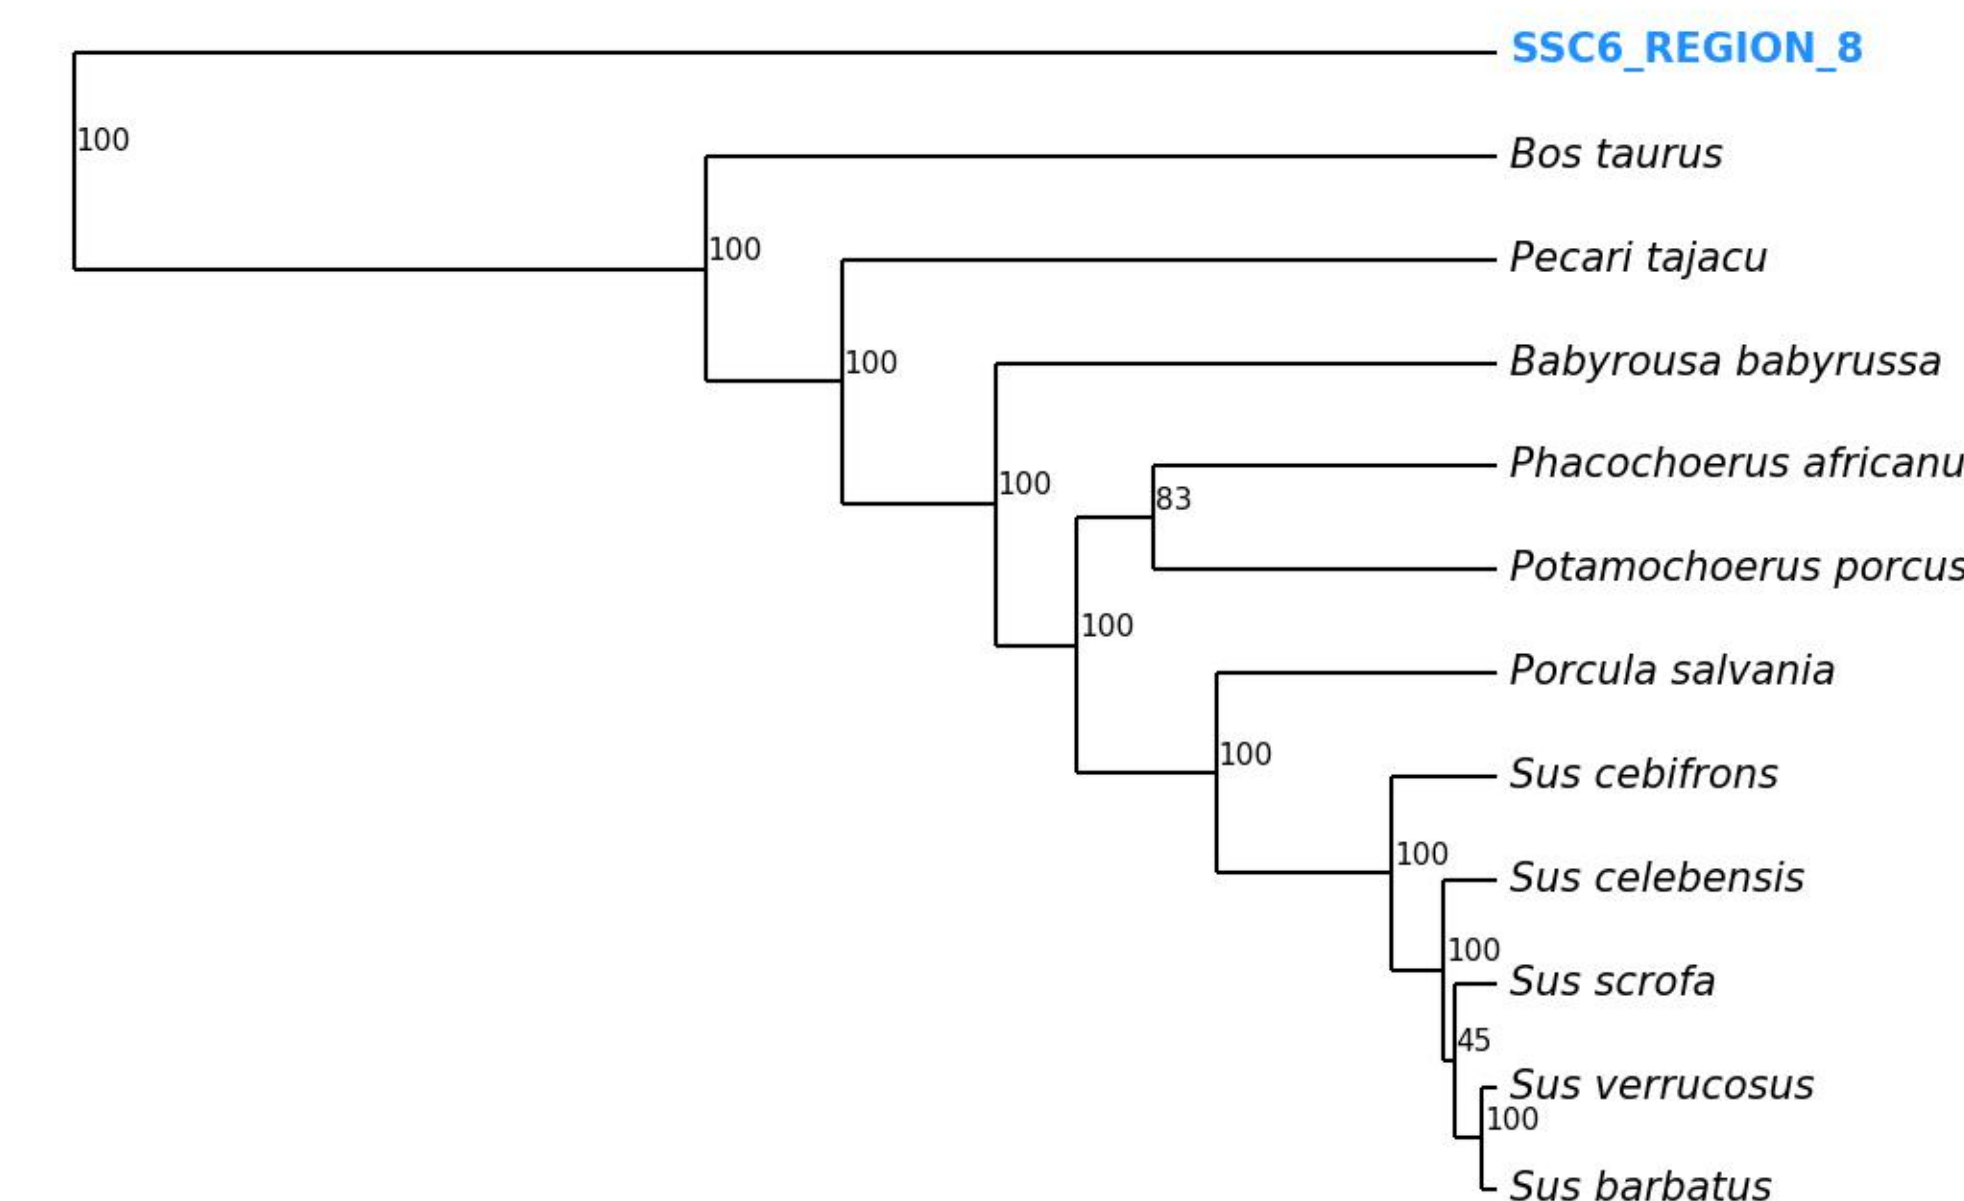 SSC6_REGION_8
100
Bos taurus
100
Pecari tajacu
100
Babyrousa babyrussa
100
Phacochoerus africanu
83
Potamochoerus porcus
100
Porcula salvania
100
Sus cebifrons
100
Sus celebensis
100
Sus scrofa
45
Sus verrucosus
100
Sus barbatus